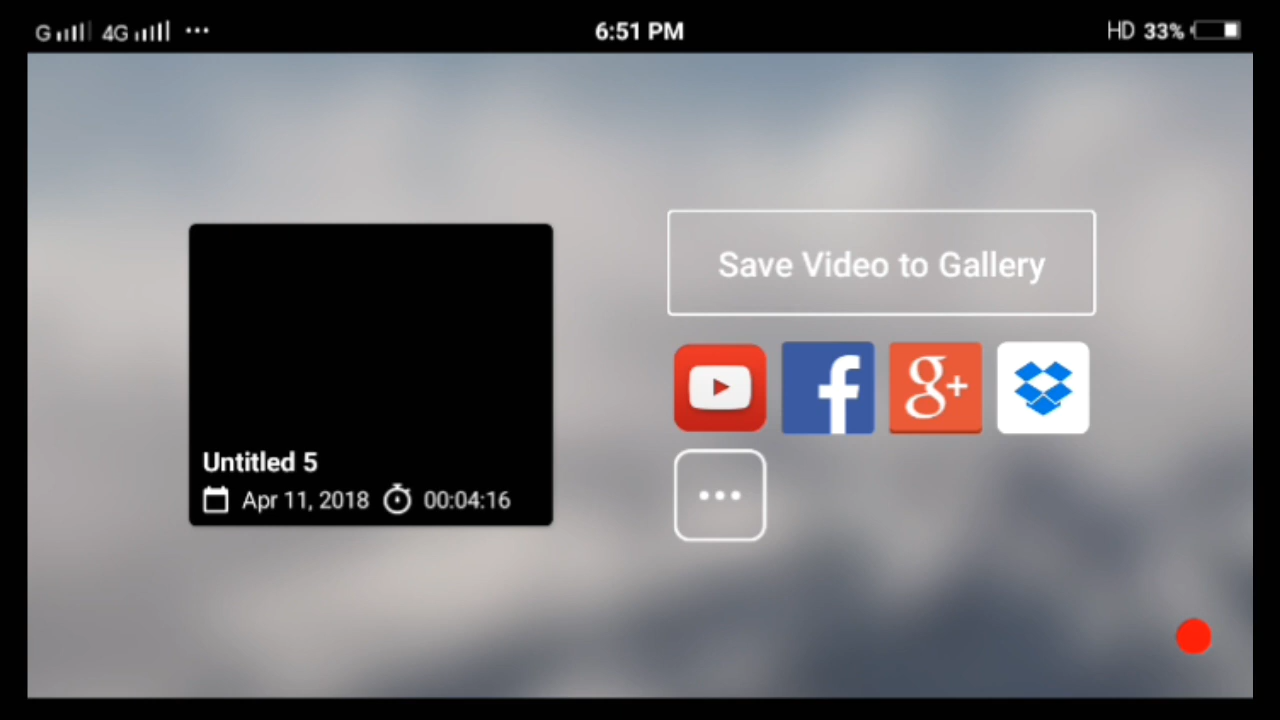 G 4G ... 6:51 PM HD 33%
Save Video to Gallery
f g+
Untitled 5
Apr 11, 2018 00:04:16